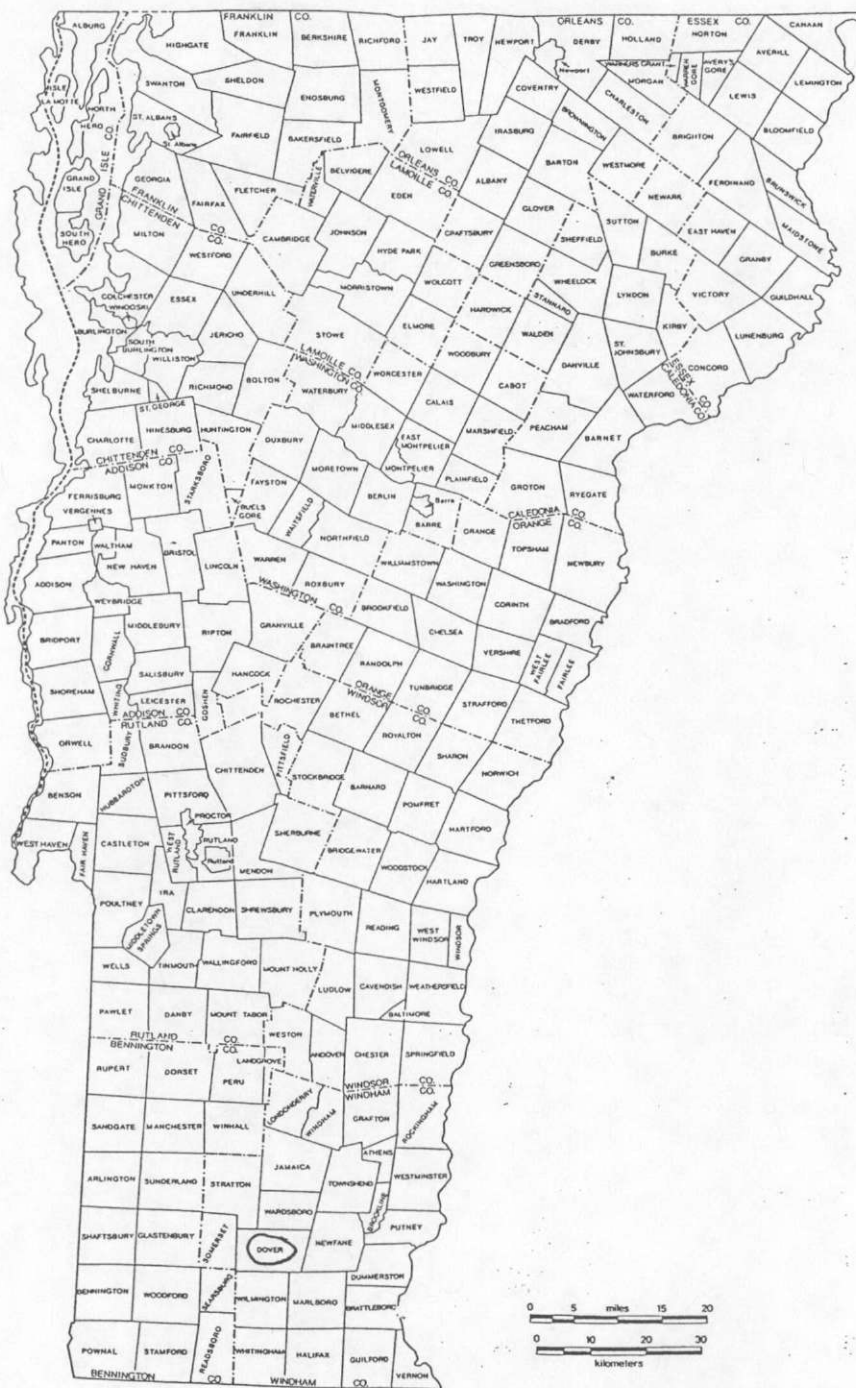 FRANKLIN CO.
ORLEANS CO.
ESSEX CO.
ALBURG
HIGHGATE
FRANKLIN
BERKSHIRE
RICHFORD
JAY
TROY
NEWPORT
DERBY
HOLLAND
NORTON
CANAAN
AVERILL
LEMINGTON
ISLE LA MOTTE
NORTH HERO
SWANTON
SHELDON
ENOSBURG
MONTGOMERY
WESTFIELD
Newport
COVENTRY
BROWNINGTON
WARNERS GRANT
MORGAN
WARREN GORE
AVERYS GORE
LEWIS
BLOOMFIELD
ST. ALBANS
St. Albans
FAIRFIELD
BAKERSFIELD
LOWELL
IRASBURG
CHARLESTON
BRIGHTON
BRUNSWICK
GRAND ISLE
GRAND ISLE CO.
GEORGIA
FAIRFAX
FLETCHER
WATERVILLE
BELVIDERE
EDEN
ORLEANS CO.
LAMOILLE CO.
ALBANY
BARTON
WESTMORE
NEWARK
FERDINAND
MAIDSTONE
FRANKLIN CO.
CHITTENDEN CO.
SOUTH HERO
MILTON
WESTFORD
CAMBRIDGE
JOHNSON
HYDE PARK
CRAFTSBURY
GLOVER
SHEFFIELD
SUTTON
BURKE
EAST HAVEN
GRANBY
GUILDHALL
COLCHESTER
WINOOSKI
ESSEX
UNDERHILL
MORRISTOWN
WOLCOTT
GREENSBORO
WHEELOCK
LYNDON
VICTORY
BURLINGTON
SOUTH BURLINGTON
WILLISTON
JERICHO
STOWE
ELMORE
HARDWICK
STANNARD
WALDEN
KIRBY
LUNENBURG
ST. JOHNSBURY
CONCORD
ESSEX CO.
CALEDONIA CO.
SHELBURNE
RICHMOND
BOLTON
LAMOILLE CO.
WASHINGTON CO.
WATERBURY
WORCESTER
WOODBURY
CABOT
DANVILLE
WATERFORD
ST. GEORGE
CHARLOTTE
HINESBURG
HUNTINGTON
DUXBURY
MIDDLESEX
CALAIS
EAST MONTPELIER
MARSHFIELD
PEACHAM
BARNET
CHITTENDEN CO.
ADDISON CO.
FERRISBURG
VERGENNES
MONKTON
STARKSBORO
BUELS GORE
FAYSTON
MORETOWN
WAITSFIELD
BERLIN
MONTPELIER
Barre
BARRE
PLAINFIELD
GROTON
RYEGATE
CALEDONIA CO.
ORANGE CO.
PANTON
WALTHAM
NEW HAVEN
BRISTOL
LINCOLN
WARREN
NORTHFIELD
WILLIAMSTOWN
ORANGE
TOPSHAM
NEWBURY
ADDISON
WEYBRIDGE
WASHINGTON CO.
ROXBURY
BROOKFIELD
WASHINGTON
CORINTH
BRADFORD
BRIDPORT
CORNWALL
MIDDLEBURY
RIPTON
GRANVILLE
BRAINTREE
RANDOLPH
CHELSEA
VERSHIRE
WEST FAIRLEE
FAIRLEE
SHOREHAM
WHITING
SALISBURY
LEICESTER
GOSHEN
HANCOCK
ROCHESTER
ORANGE CO.
WINDSOR CO.
TUNBRIDGE
STRAFFORD
THETFORD
ADDISON CO.
RUTLAND CO.
ORWELL
SUDBURY
BRANDON
CHITTENDEN
PITTSFIELD
BETHEL
ROYALTON
SHARON
NORWICH
BENSON
HUBBARDTON
PITTSFORD
STOCKBRIDGE
BARNARD
POMFRET
HARTFORD
WEST HAVEN
FAIR HAVEN
CASTLETON
PROCTOR
WEST RUTLAND
RUTLAND
Rutland
MENDON
SHERBURNE
BRIDGEWATER
WOODSTOCK
HARTLAND
POULTNEY
IRA
CLARENDON
SHREWSBURY
PLYMOUTH
READING
WEST WINDSOR
WINDSOR
MIDDLETOWN SPRINGS
WELLS
TINMOUTH
WALLINGFORD
MOUNT HOLLY
LUDLOW
CAVENDISH
WEATHERSFIELD
BALTIMORE
PAWLET
DANBY
MOUNT TABOR
WESTON
ANDOVER
CHESTER
SPRINGFIELD
RUTLAND CO.
BENNINGTON CO.
RUPERT
DORSET
PERU
LANDGROVE
WINDSOR CO.
WINDHAM CO.
LONDONDERRY
WINDHAM
GRAFTON
ROCKINGHAM
SANDGATE
MANCHESTER
WINHALL
JAMAICA
ATHENS
ARLINGTON
SUNDERLAND
STRATTON
TOWNSHEND
WESTMINSTER
WARDSBORO
BROOKLINE
PUTNEY
SHAFTSBURY
GLASTENBURY
SOMERSET
DOVER
NEWFANE
DUMMERSTON
BENNINGTON
WOODFORD
SEARSBURG
WILMINGTON
MARLBORO
BRATTLEBORO
POWNAL
STAMFORD
READSBORO
WHITINGHAM
HALIFAX
GUILFORD
VERNON
BENNINGTON CO.
WINDHAM CO.
0 5 miles 15 20
0 10 20 30
kilometers